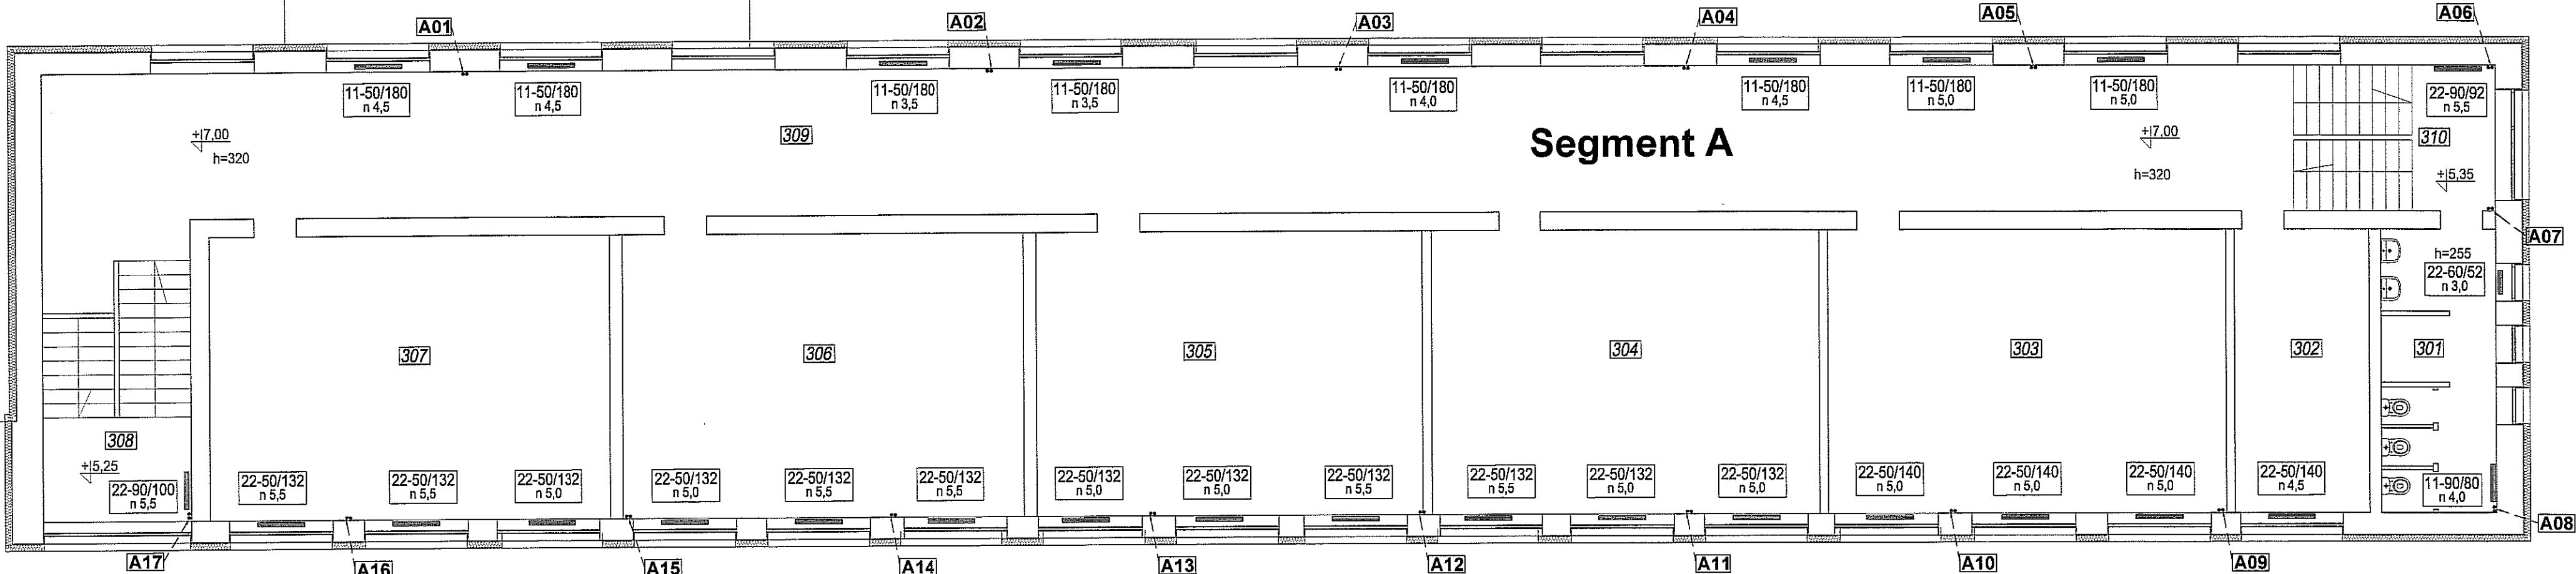 A01
A02
A03
A04
A05
A06
11-50/180
n 4,5
11-50/180
n 4,5
11-50/180
n 3,5
11-50/180
n 3,5
11-50/180
n 4,0
11-50/180
n 4,5
11-50/180
n 5,0
11-50/180
n 5,0
22-90/92
n 5,5
+7,00
h=320
309
Segment A
+7,00
h=320
310
+5,35
A07
h=255
22-60/52
n 3,0
307
306
305
304
303
302
301
308
+5,25
22-90/100
n 5,5
22-50/132
n 5,5
22-50/132
n 5,5
22-50/132
n 5,0
22-50/132
n 5,0
22-50/132
n 5,5
22-50/132
n 5,5
22-50/132
n 5,0
22-50/132
n 5,0
22-50/132
n 5,5
22-50/132
n 5,5
22-50/132
n 5,0
22-50/132
n 5,0
22-50/140
n 5,0
22-50/140
n 5,0
22-50/140
n 5,0
22-50/140
n 4,5
11-90/80
n 4,0
A17
A16
A15
A14
A13
A12
A11
A10
A09
A08